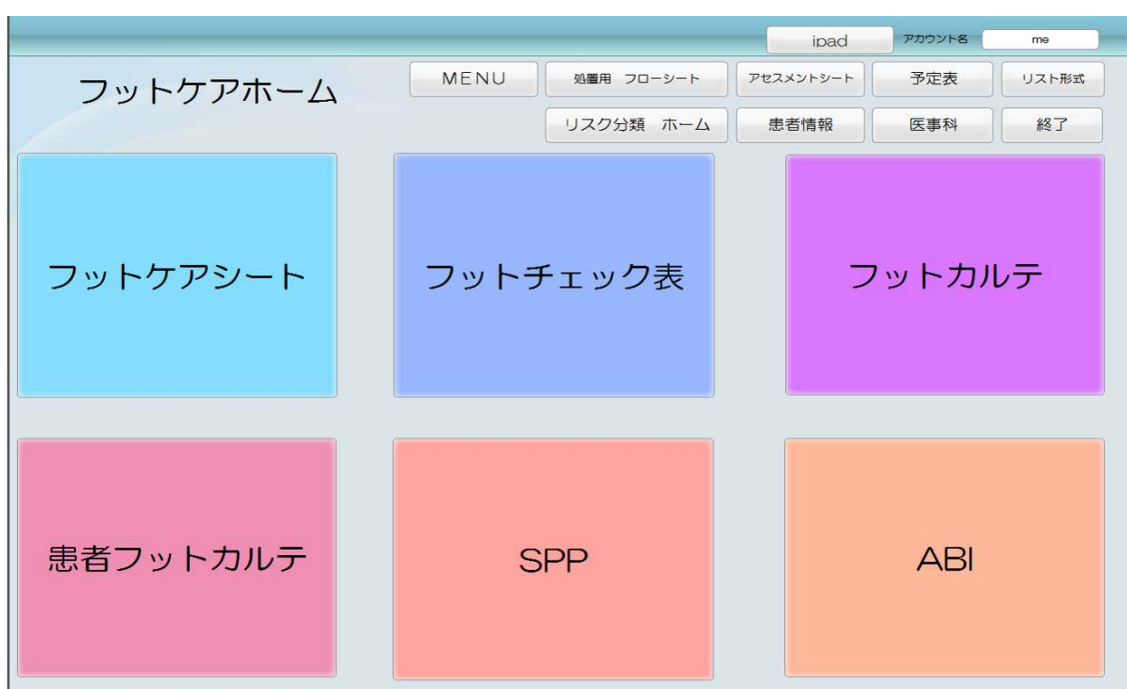 ipad アカウント名 me
フットケアホーム
MENU 処置用 フローシート アセスメントシート 予定表 リスト形式
リスク分類 ホーム 患者情報 医事科 終了
フットケアシート フットチェック表 フットカルテ
患者フットカルテ SPP ABI